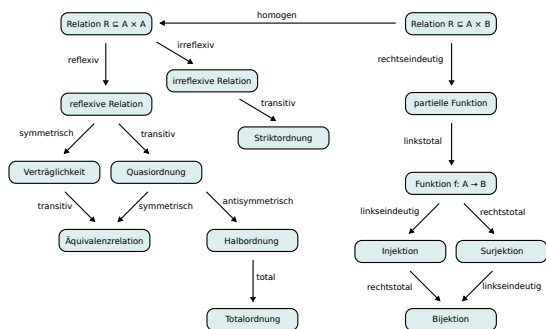 homogen
Relation R ⊆ A × A
Relation R ⊆ A × B
irreflexiv
reflexiv
rechtseindeutig
irreflexive Relation
reflexive Relation
transitiv
partielle Funktion
symmetrisch
transitiv
Striktordnung
linkstotal
Verträglichkeit
Quasiordnung
Funktion f: A → B
transitiv
symmetrisch
antisymmetrisch
linkseindeutig
rechtstotal
Äquivalenzrelation
Halbordnung
Injektion
Surjektion
total
rechtstotal
linkseindeutig
Totalordnung
Bijektion